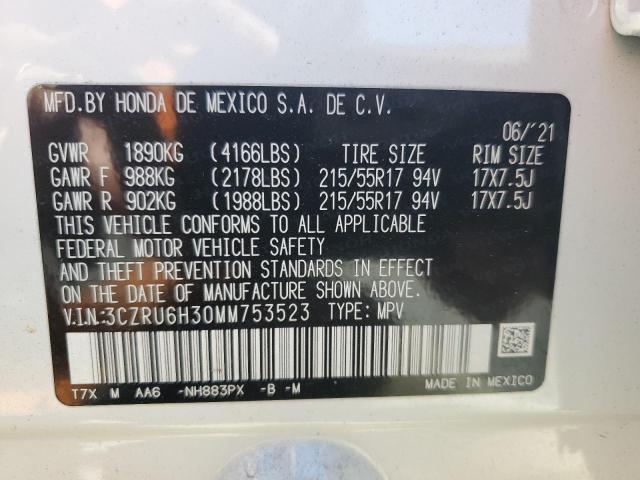 MFD.BY HONDA DE MEXICO S.A. DE C.V.
06/'21
GVWR 1890KG (4166LBS) TIRE SIZE RIM SIZE
GAWR F 988KG (2178LBS) 215/55R17 94V 17X7.5J
GAWR R 902KG (1988LBS) 215/55R17 94V 17X7.5J
THIS VEHICLE CONFORMS TO ALL APPLICABLE
FEDERAL MOTOR VEHICLE SAFETY
AND THEFT PREVENTION STANDARDS IN EFFECT
ON THE DATE OF MANUFACTURE SHOWN ABOVE.
V.I.N:3CZRU6H30MM753523 TYPE: MPV
T7X M AA6 -NH883PX -B -M MADE IN MEXICO